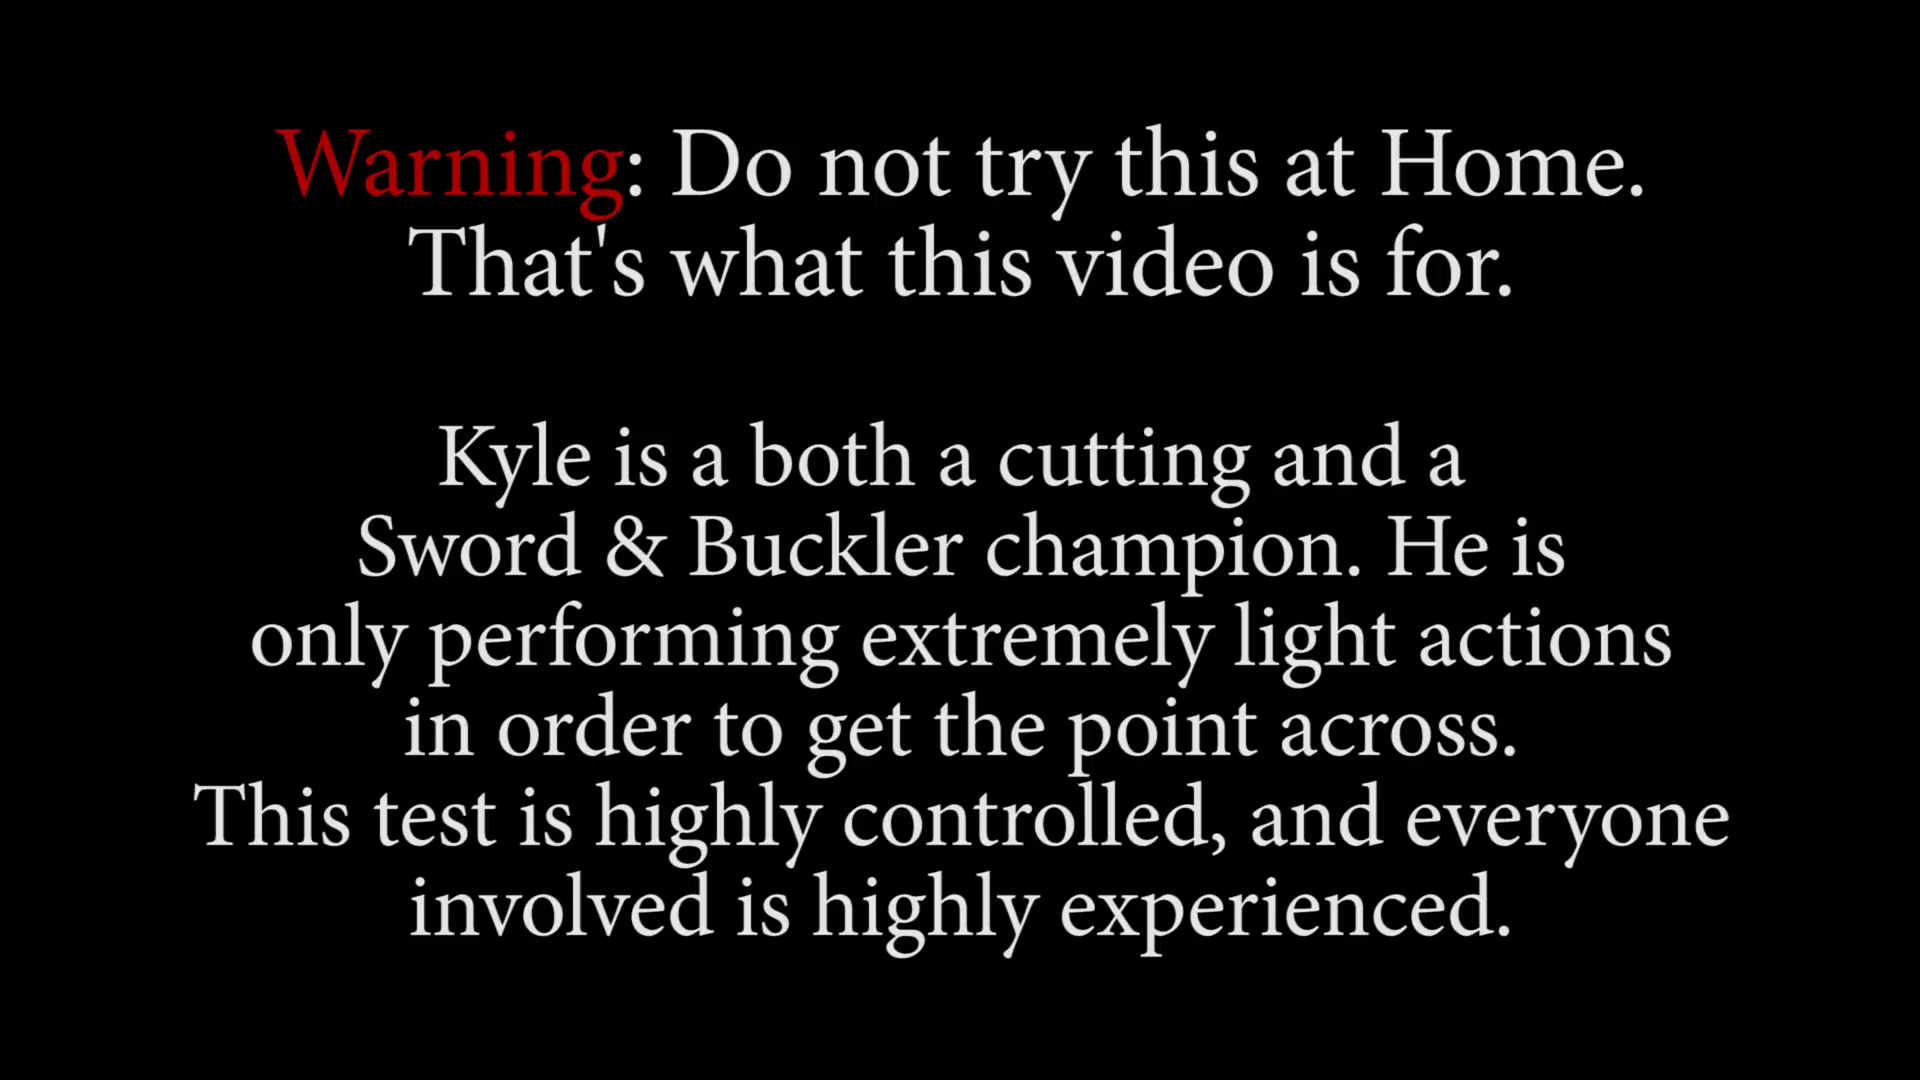 Warning: Do not try this at Home.
That's what this video is for.
Kyle is a both a cutting and a
Sword & Buckler champion. He is
only performing extremely light actions
in order to get the point across.
This test is highly controlled, and everyone
involved is highly experienced.